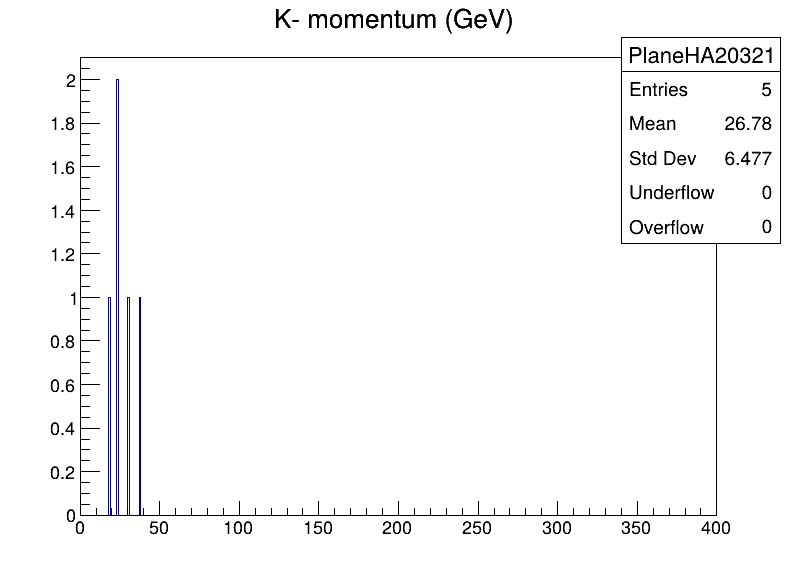 K- momentum (GeV)
PlaneHA20321
Entries 5
Mean 26.78
Std Dev 6.477
Underflow 0
Overflow 0
2
1.8
1.6
1.4
1.2
1
0.8
0.6
0.4
0.2
0
0 50 100 150 200 250 300 350 400